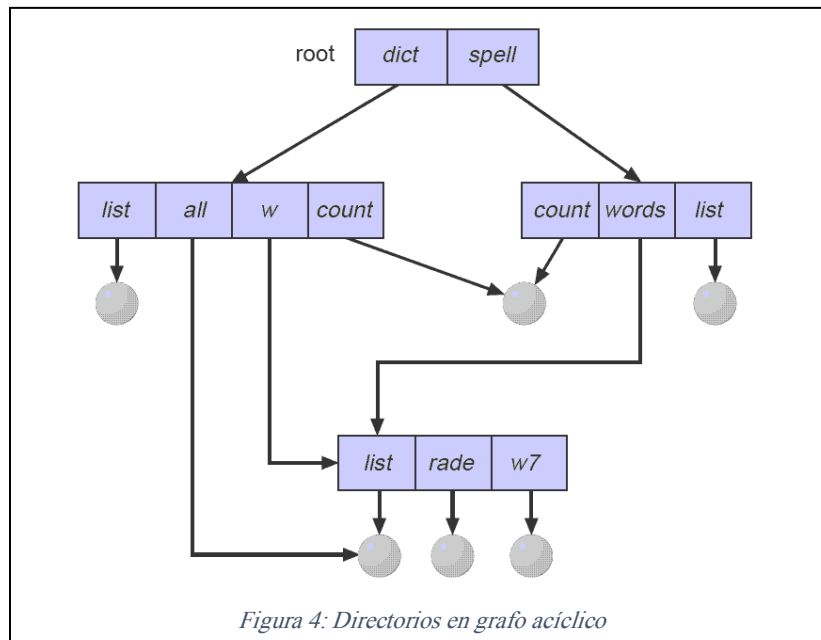 root dict spell
list all w count count words list
list rade w7
Figura 4: Directorios en grafo acíclico